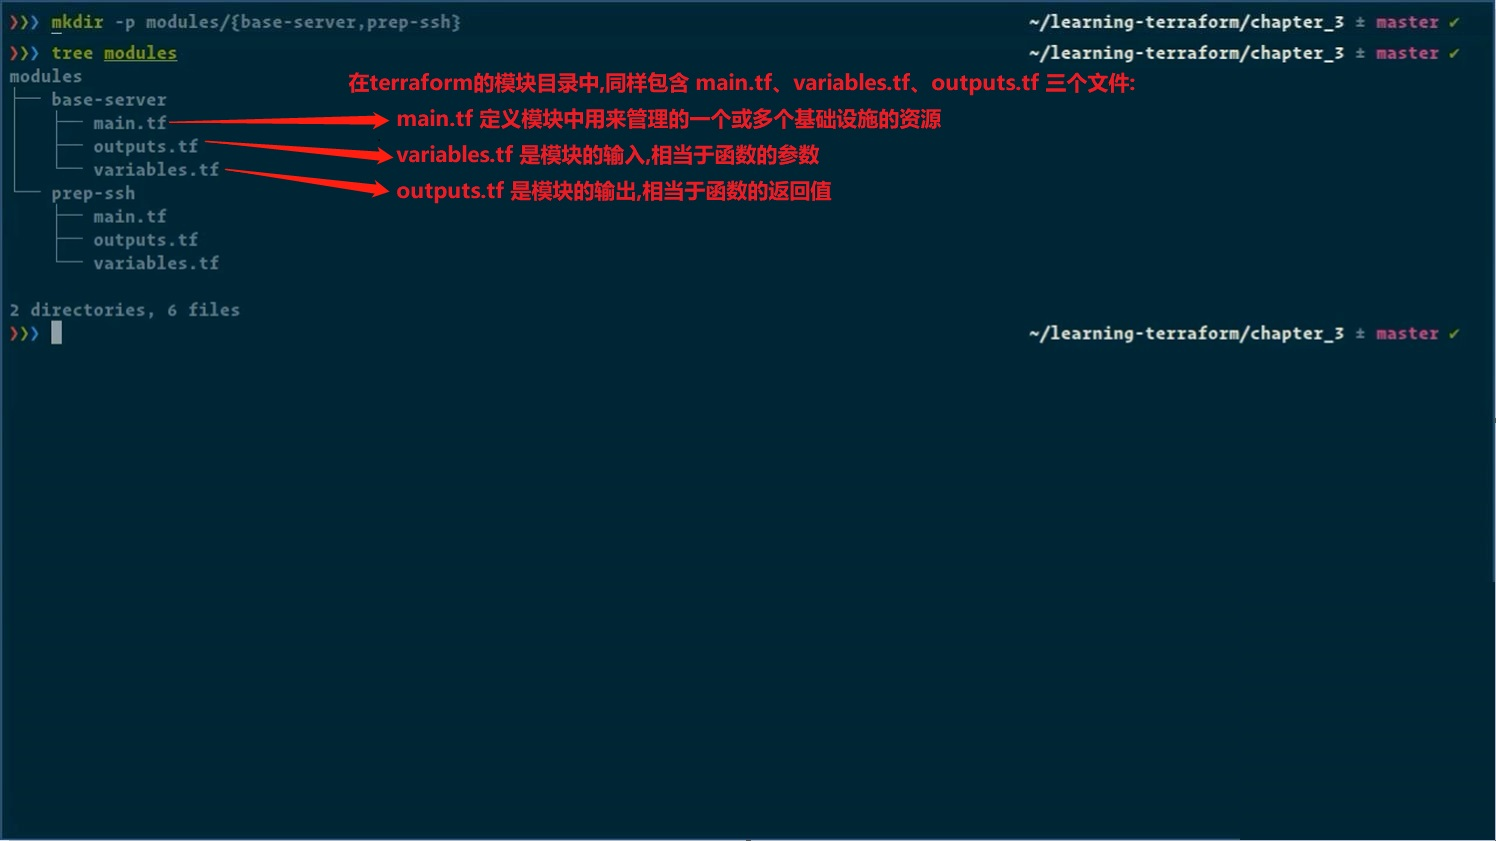 ❯❯❯ mkdir -p modules/{base-server,prep-ssh} ~/learning-terraform/chapter_3 ± master ✔
❯❯❯ tree modules ~/learning-terraform/chapter_3 ± master ✔
modules
在terraform的模块目录中,同样包含 main.tf、variables.tf、outputs.tf 三个文件:
├── base-server
│   ├── main.tf
main.tf 定义模块中用来管理的一个或多个基础设施的资源
│   ├── outputs.tf
variables.tf 是模块的输入,相当于函数的参数
│   └── variables.tf
outputs.tf 是模块的输出,相当于函数的返回值
└── prep-ssh
    ├── main.tf
    ├── outputs.tf
    └── variables.tf
2 directories, 6 files
❯❯❯ ~/learning-terraform/chapter_3 ± master ✔